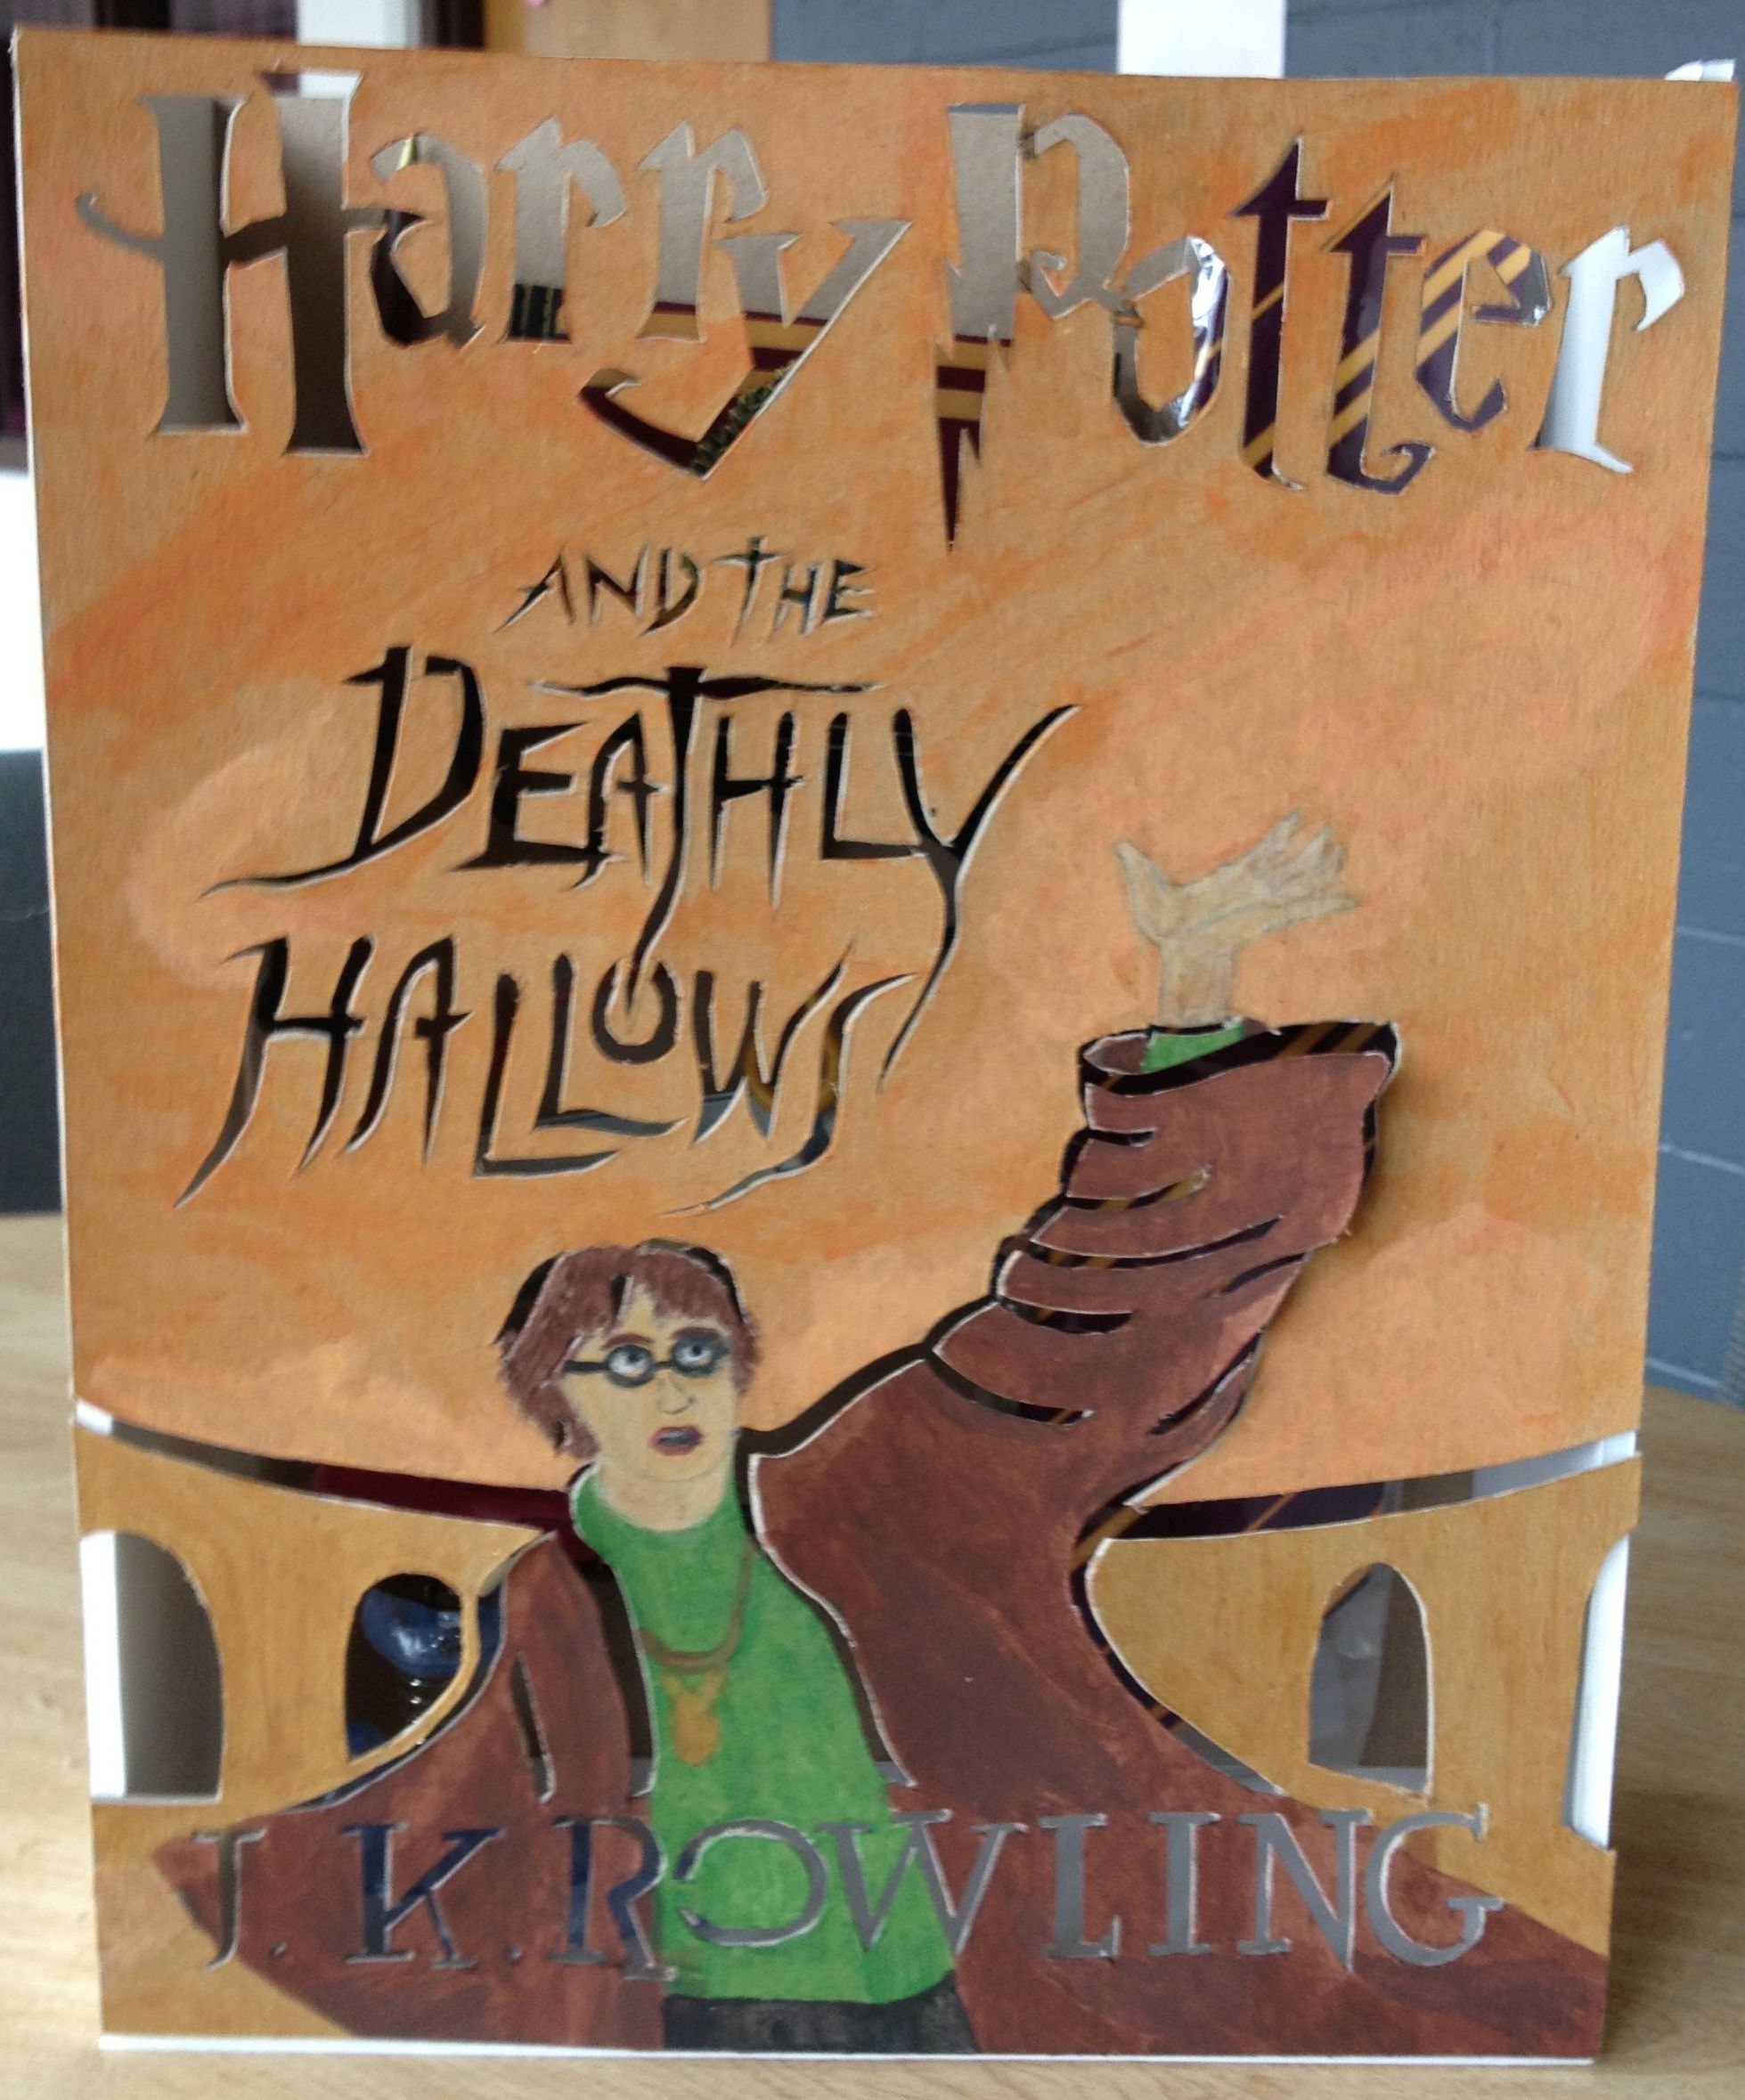 Harry Potter
AND THE
DEATHLY
HALLOWS
J. K. ROWLING